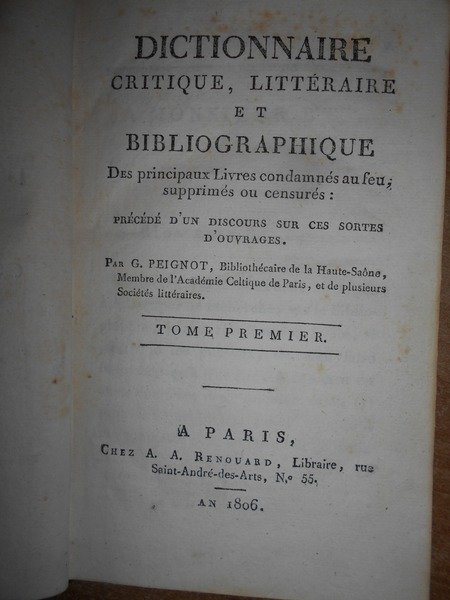 DICTIONNAIRE
CRITIQUE, LITTÉRAIRE
ET
BIBLIOGRAPHIQUE
Des principaux Livres condamnés au feu,
supprimés ou censurés :
PRÉCÉDÉ D'UN DISCOURS SUR CES SORTES
D'OUVRAGES.
PAR G. PEIGNOT, Bibliothécaire de la Haute-Saône,
Membre de l'Académie Celtique de Paris, et de plusieurs
Sociétés littéraires.
TOME PREMIER.
A PARIS,
CHEZ A. A. RENOUARD, Libraire, rue
Saint-André-des-Arts, N.º 55.
AN 1806.